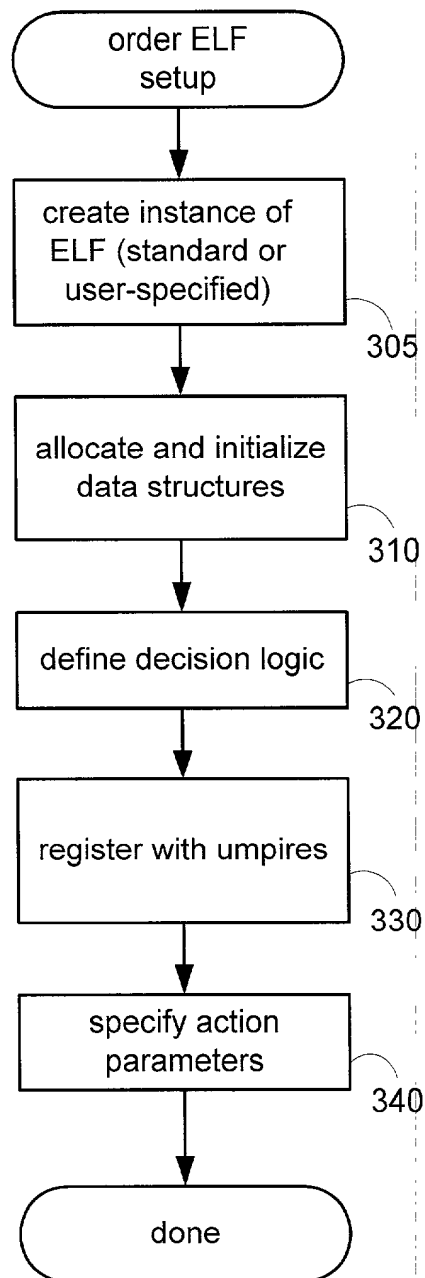 order ELF
setup
create instance of
ELF (standard or
user-specified)
305
allocate and initialize
data structures
310
define decision logic
320
register with umpires
330
specify action
parameters
340
done